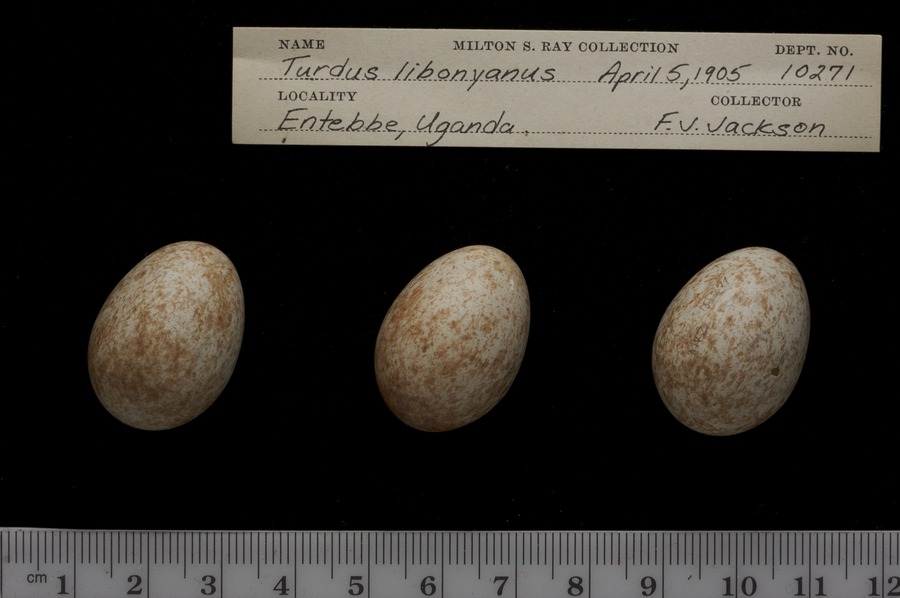 NAME MILTON S. RAY COLLECTION DEPT. NO.
Turdus libonyanus April 5, 1905 10271
LOCALITY COLLECTOR
Entebbe, Uganda. F.J. Jackson
cm 1 2 3 4 5 6 7 8 9 10 11 12